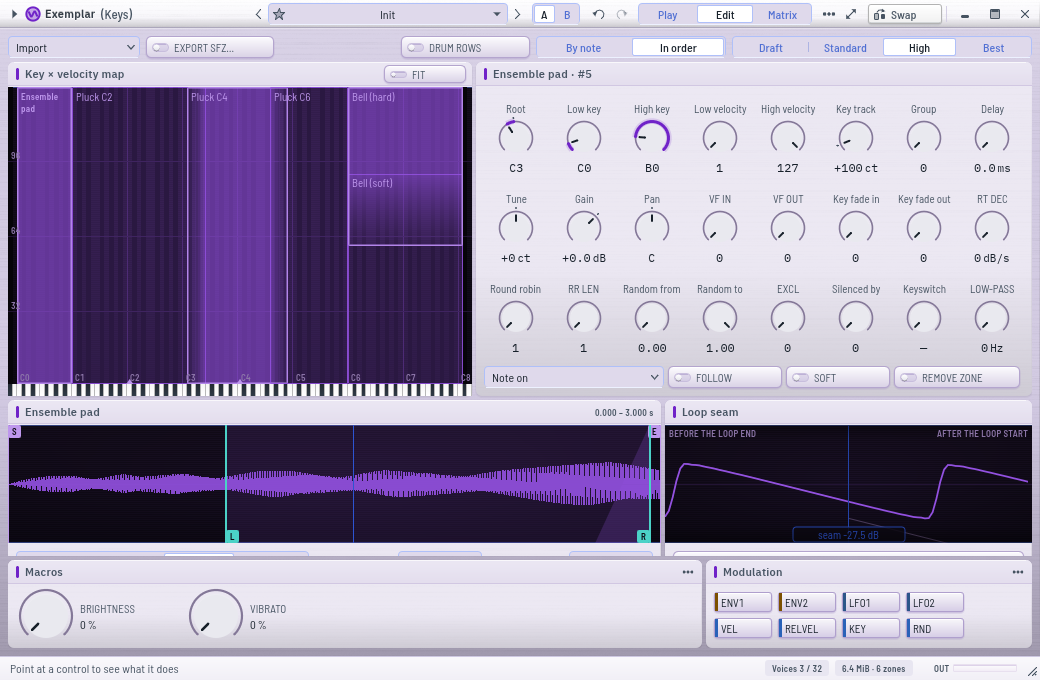 Exemplar (Keys)
Init
A B
Play Edit Matrix
Swap
Import
EXPORT SFZ...
DRUM ROWS
By note In order
Draft Standard High Best
Key × velocity map
FIT
Ensemble pad
Pluck C2
Pluck C4
Pluck C6
Bell (hard)
Bell (soft)
96
64
32
C0 C1 C2 C3 C4 C5 C6 C7 C8
Ensemble pad · #5
Root Low key High key Low velocity High velocity Key track Group Delay
C3 C0 B0 1 127 +100 ct 0 0.0 ms
Tune Gain Pan VF IN VF OUT Key fade in Key fade out RT DEC
+0 ct +0.0 dB C 0 0 0 0 0 dB/s
Round robin RR LEN Random from Random to EXCL Silenced by Keyswitch LOW-PASS
1 1 0.00 1.00 0 0 — 0 Hz
Note on
FOLLOW
SOFT
REMOVE ZONE
Ensemble pad
0.000 – 3.000 s
S
E
L
R
Loop seam
BEFORE THE LOOP END
AFTER THE LOOP START
seam -27.5 dB
Macros
BRIGHTNESS
0 %
VIBRATO
0 %
Modulation
ENV1 ENV2 LFO1 LFO2
VEL RELVEL KEY RND
Point at a control to see what it does
Voices 3 / 32
6.4 MiB · 6 zones
OUT